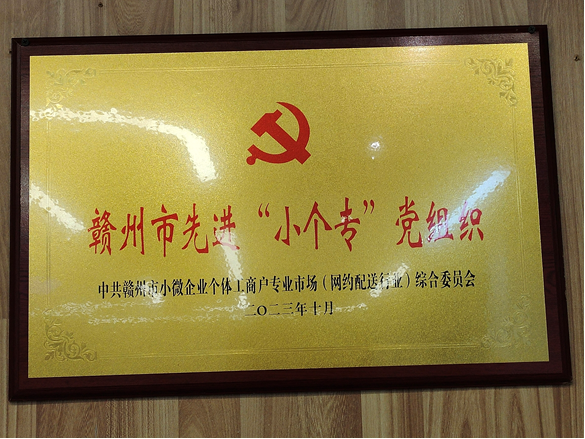 赣州市先进“小个专”党组织
中共赣州市小微企业个体工商户专业市场（网约配送行业）综合委员会
二〇二三年十月